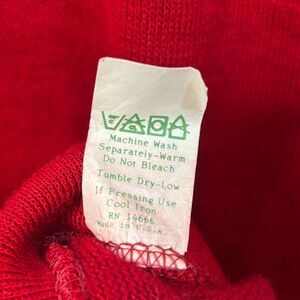 Machine Wash
Separately-Warm
Do Not Bleach
Tumble Dry-Low
If Pressing Use
Cool Iron
RN 14666
Made in U.S.A.